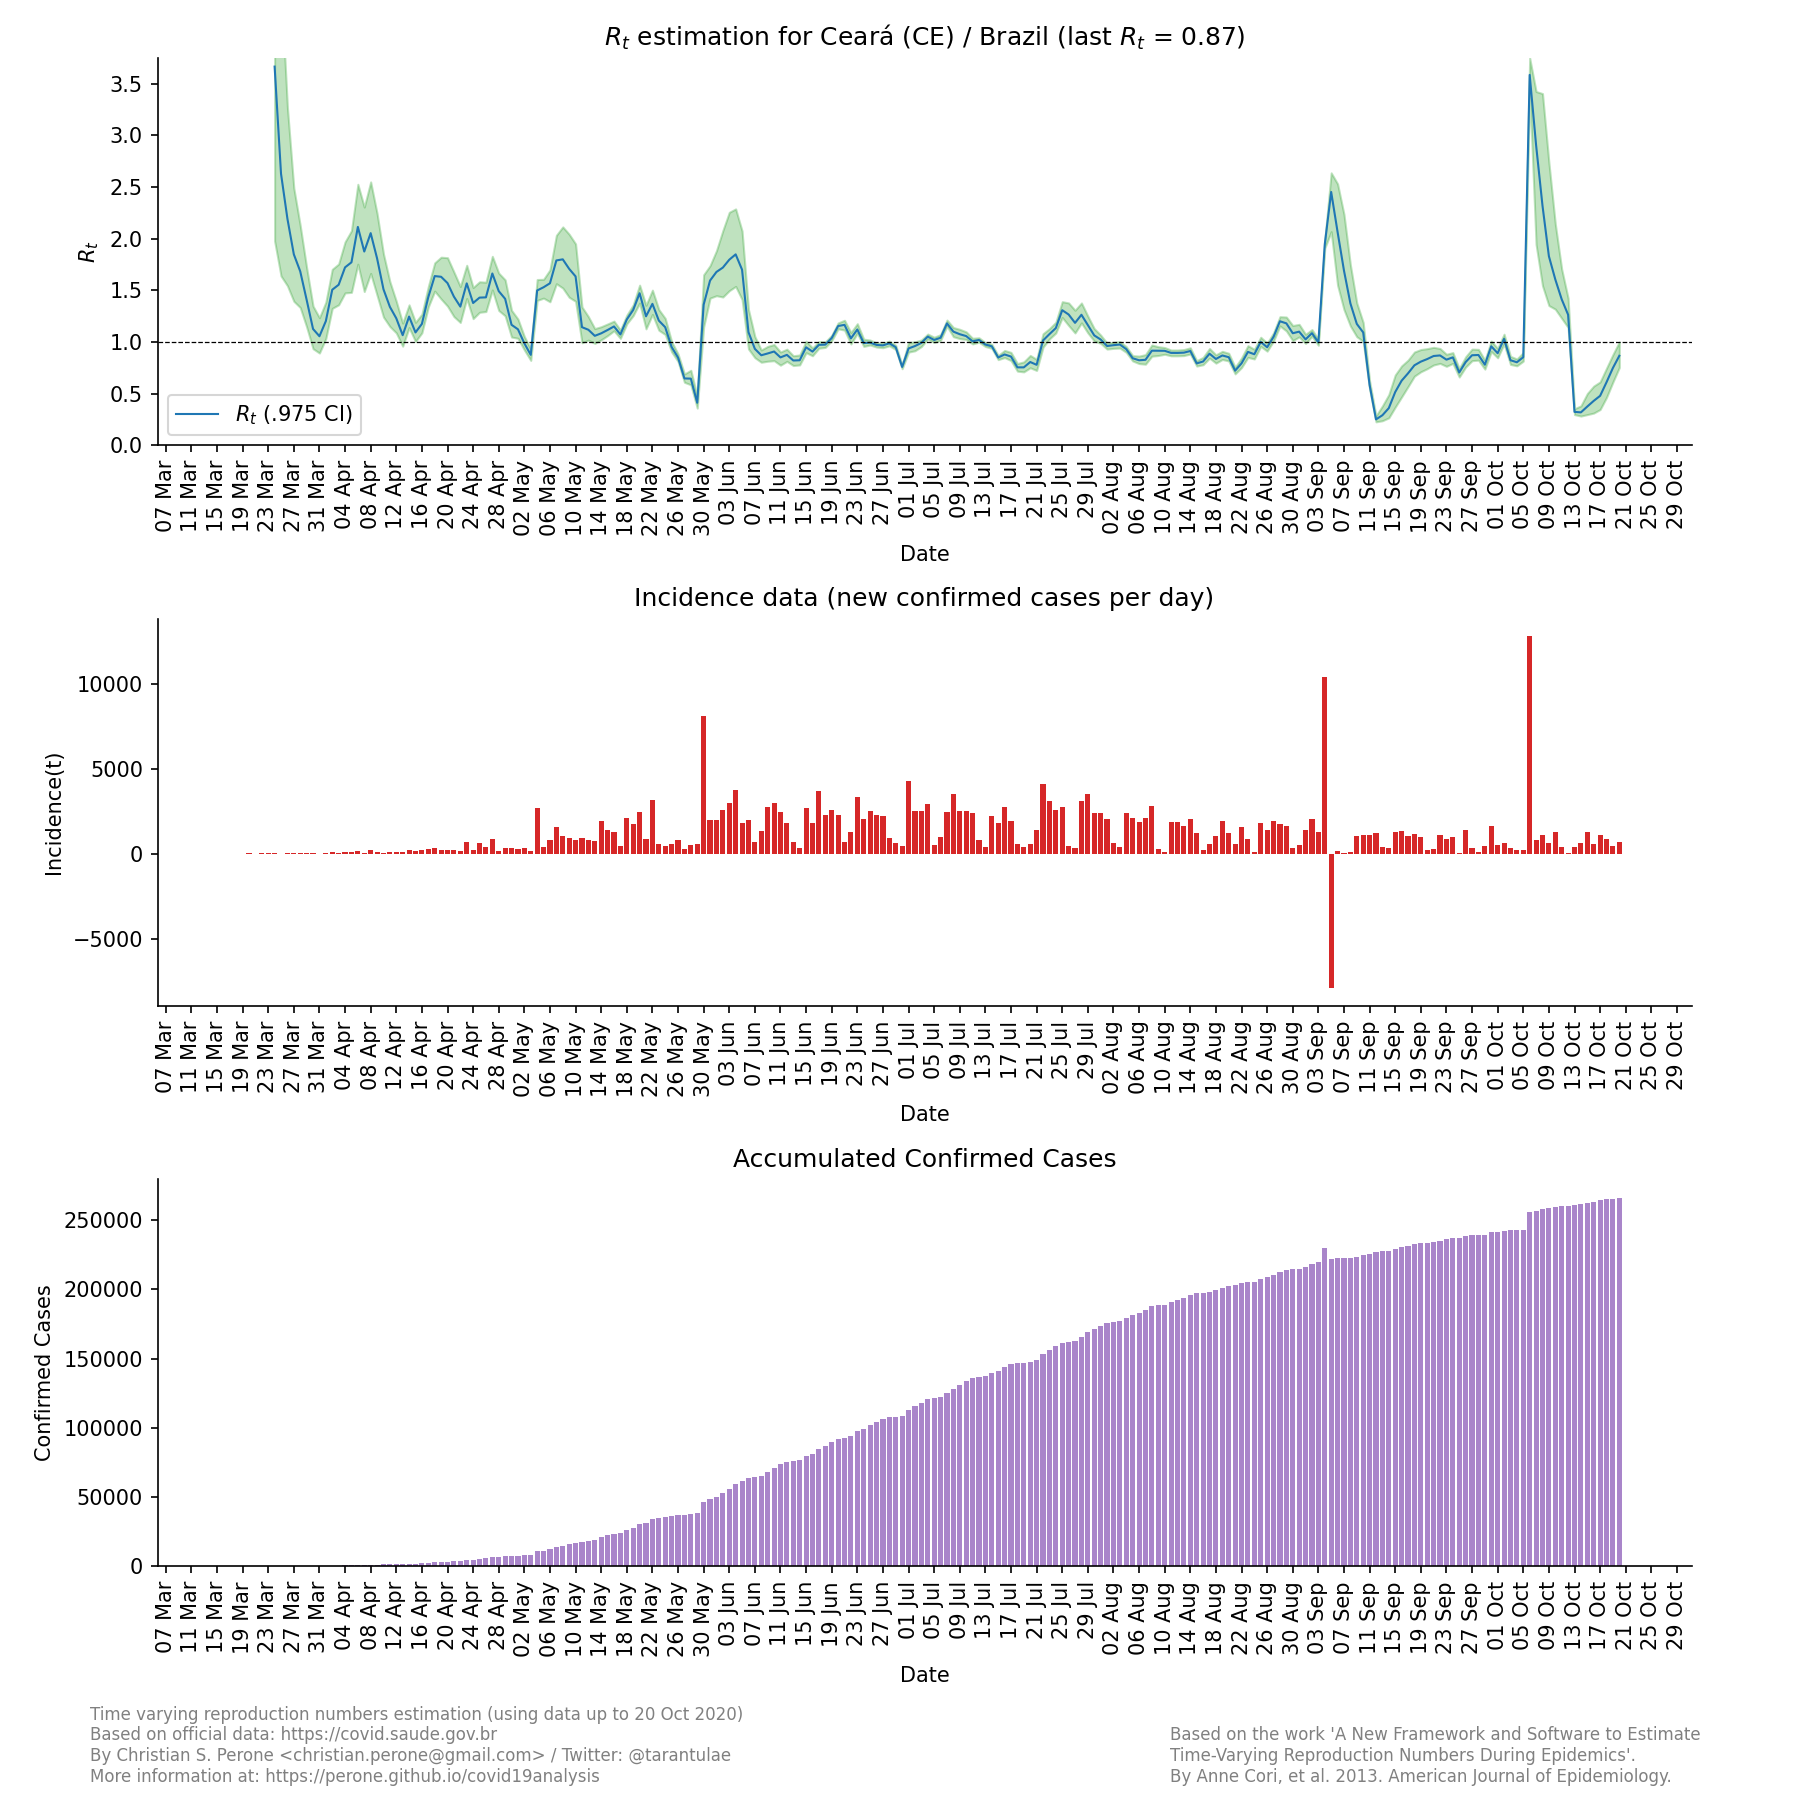 Rt estimation for Ceará (CE) / Brazil (last Rt = 0.87)
3.5
3.0
2.5
2.0
1.5
1.0
0.5
0.0
Rt
Rt (.975 CI)
07 Mar 11 Mar 15 Mar 19 Mar 23 Mar 27 Mar 31 Mar 04 Apr 08 Apr 12 Apr 16 Apr 20 Apr 24 Apr 28 Apr 02 May 06 May 10 May 14 May 18 May 22 May 26 May 30 May 03 Jun 07 Jun 11 Jun 15 Jun 19 Jun 23 Jun 27 Jun 01 Jul 05 Jul 09 Jul 13 Jul 17 Jul 21 Jul 25 Jul 29 Jul 02 Aug 06 Aug 10 Aug 14 Aug 18 Aug 22 Aug 26 Aug 30 Aug 03 Sep 07 Sep 11 Sep 15 Sep 19 Sep 23 Sep 27 Sep 01 Oct 05 Oct 09 Oct 13 Oct 17 Oct 21 Oct 25 Oct 29 Oct
Date
Incidence data (new confirmed cases per day)
10000
5000
0
−5000
Incidence(t)
07 Mar 11 Mar 15 Mar 19 Mar 23 Mar 27 Mar 31 Mar 04 Apr 08 Apr 12 Apr 16 Apr 20 Apr 24 Apr 28 Apr 02 May 06 May 10 May 14 May 18 May 22 May 26 May 30 May 03 Jun 07 Jun 11 Jun 15 Jun 19 Jun 23 Jun 27 Jun 01 Jul 05 Jul 09 Jul 13 Jul 17 Jul 21 Jul 25 Jul 29 Jul 02 Aug 06 Aug 10 Aug 14 Aug 18 Aug 22 Aug 26 Aug 30 Aug 03 Sep 07 Sep 11 Sep 15 Sep 19 Sep 23 Sep 27 Sep 01 Oct 05 Oct 09 Oct 13 Oct 17 Oct 21 Oct 25 Oct 29 Oct
Date
Accumulated Confirmed Cases
250000
200000
150000
100000
50000
0
Confirmed Cases
07 Mar 11 Mar 15 Mar 19 Mar 23 Mar 27 Mar 31 Mar 04 Apr 08 Apr 12 Apr 16 Apr 20 Apr 24 Apr 28 Apr 02 May 06 May 10 May 14 May 18 May 22 May 26 May 30 May 03 Jun 07 Jun 11 Jun 15 Jun 19 Jun 23 Jun 27 Jun 01 Jul 05 Jul 09 Jul 13 Jul 17 Jul 21 Jul 25 Jul 29 Jul 02 Aug 06 Aug 10 Aug 14 Aug 18 Aug 22 Aug 26 Aug 30 Aug 03 Sep 07 Sep 11 Sep 15 Sep 19 Sep 23 Sep 27 Sep 01 Oct 05 Oct 09 Oct 13 Oct 17 Oct 21 Oct 25 Oct 29 Oct
Date
Time varying reproduction numbers estimation (using data up to 20 Oct 2020)
Based on official data: https://covid.saude.gov.br
By Christian S. Perone <christian.perone@gmail.com> / Twitter: @tarantulae
More information at: https://perone.github.io/covid19analysis
Based on the work 'A New Framework and Software to Estimate
Time-Varying Reproduction Numbers During Epidemics'.
By Anne Cori, et al. 2013. American Journal of Epidemiology.